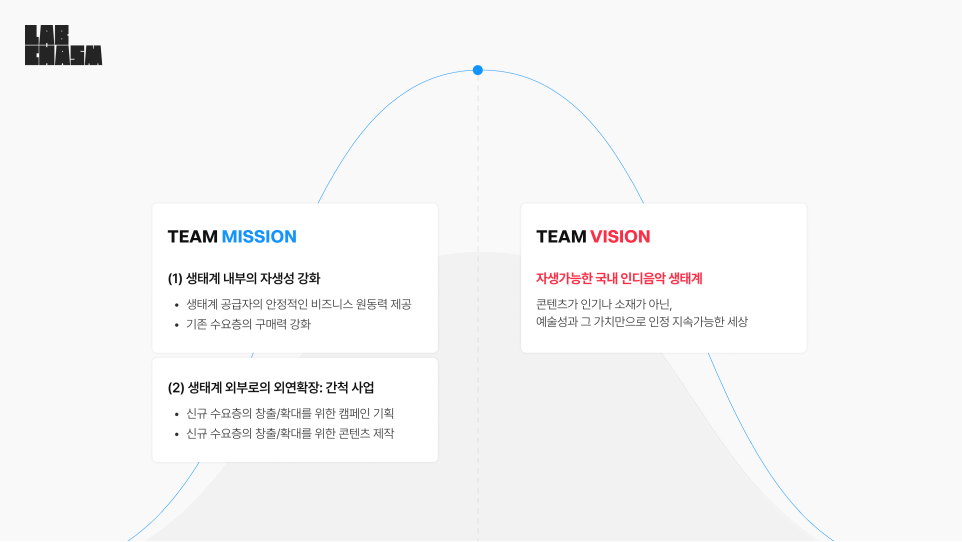 LAB
CHASM
TEAM MISSION
(1) 생태계 내부의 자생성 강화
• 생태계 공급자의 안정적인 비즈니스 원동력 제공
• 기존 수요층의 구매력 강화
(2) 생태계 외부로의 외연확장: 간척 사업
• 신규 수요층의 창출/확대를 위한 캠페인 기획
• 신규 수요층의 창출/확대를 위한 콘텐츠 제작
TEAM VISION
자생가능한 국내 인디음악 생태계
콘텐츠가 인기나 소재가 아닌,
예술성과 그 가치만으로 인정 지속가능한 세상